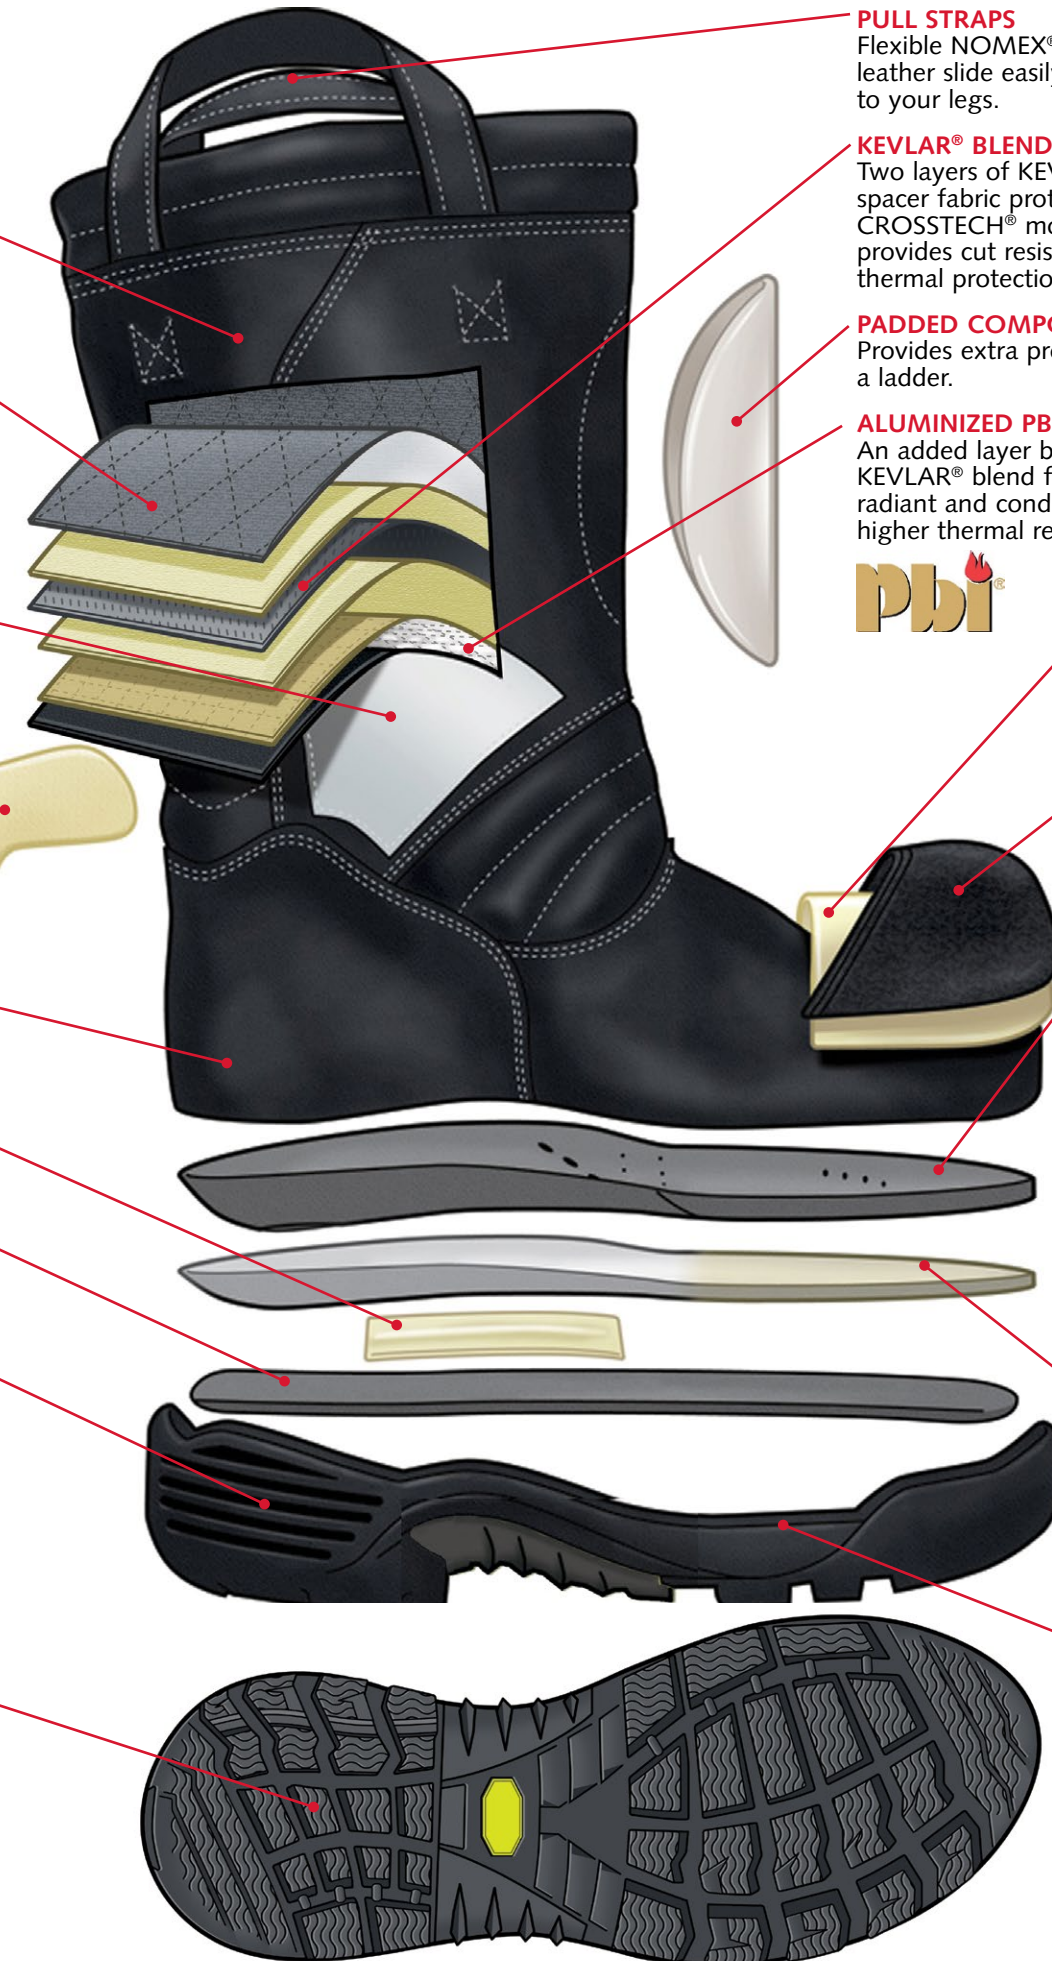 PULL STRAPS
Flexible NOMEX®
leather slide easily
to your legs.
KEVLAR® BLEND
Two layers of KEV
spacer fabric prot
CROSSTECH® mo
provides cut resis
thermal protectio
PADDED COMPO
Provides extra pro
a ladder.
ALUMINIZED PB
An added layer b
KEVLAR® blend f
radiant and cond
higher thermal re
pbi®